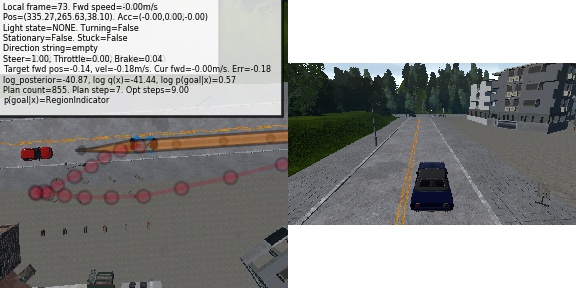 Local frame=73. Fwd speed=-0.00m/s
Pos=(335.27,265.63,38.10). Acc=(-0.00,0.00,-0.00)
Light state=NONE. Turning=False
Stationary=False. Stuck=False
Direction string=empty
Steer=1.00, Throttle=0.00, Brake=0.04
Target fwd pos=-0.14, vel=-0.18m/s. Cur fwd=-0.00m/s. Err=-0.18
log_posterior=-40.87, log q(x)=-41.44, log p(goal|x)=0.57
Plan count=855. Plan step=7. Opt steps=9.00
p(goal|x)=RegionIndicator